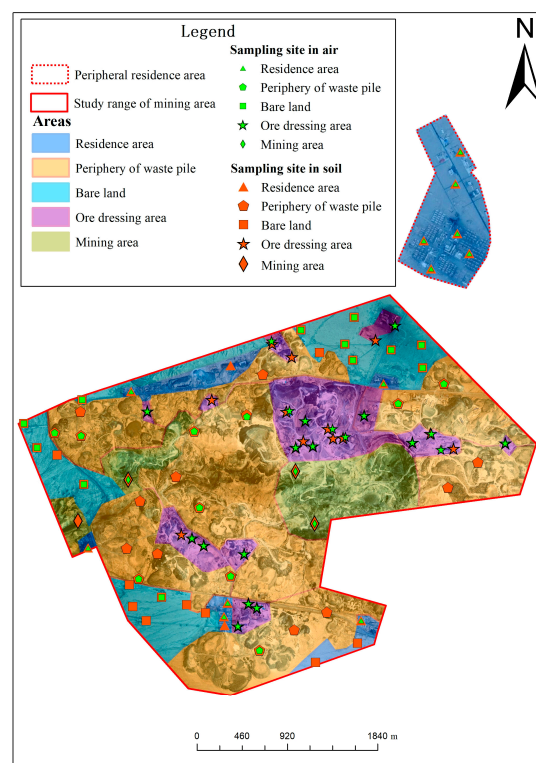 N
Legend
Peripheral residence area
Study range of mining area
Areas
Residence area
Periphery of waste pile
Bare land
Ore dressing area
Mining area
Sampling site in air
Residence area
Periphery of waste pile
Bare land
Ore dressing area
Mining area
Sampling site in soil
Residence area
Periphery of waste pile
Bare land
Ore dressing area
Mining area
0 460 920 1840 m